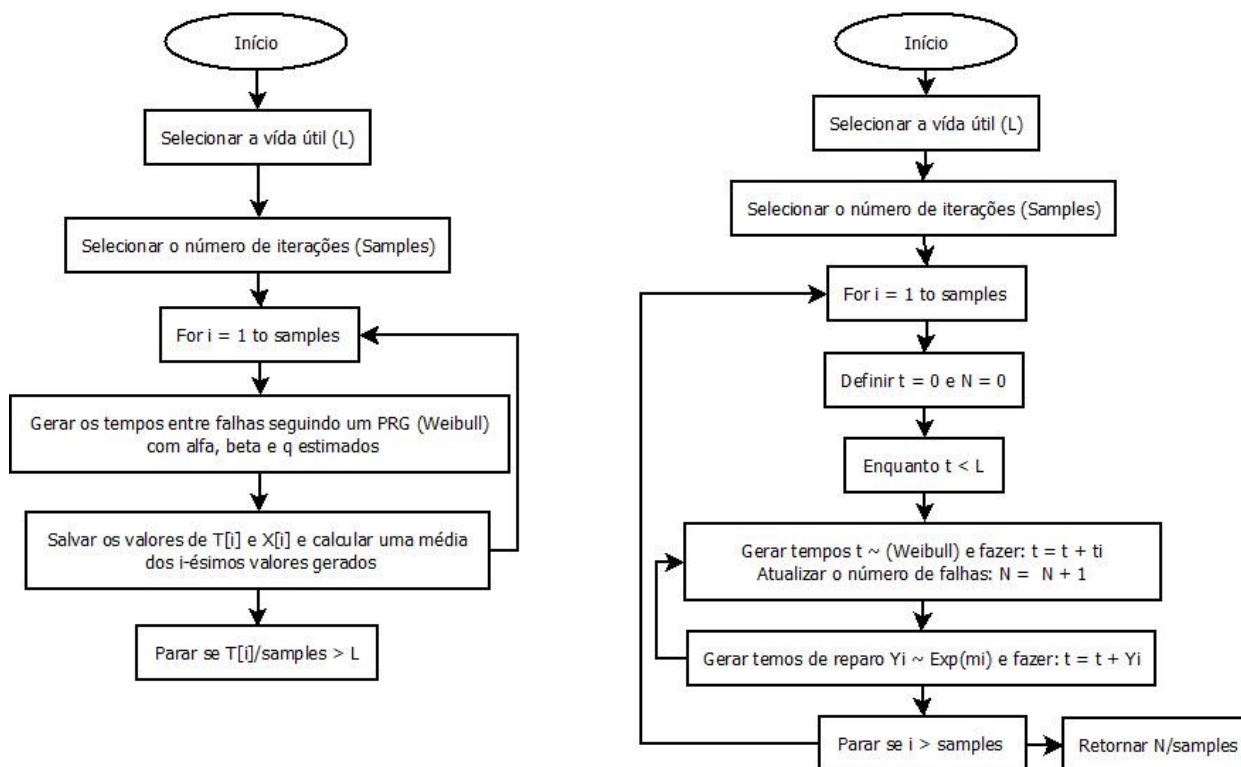 Início
Selecionar a vída útil (L)
Selecionar o número de iterações (Samples)
For i = 1 to samples
Gerar os tempos entre falhas seguindo um PRG (Weibull)
com alfa, beta e q estimados
Salvar os valores de T[i] e X[i] e calcular uma média
dos i-ésimos valores gerados
Parar se T[i]/samples > L
Início
Selecionar a vída útil (L)
Selecionar o número de iterações (Samples)
For i = 1 to samples
Definir t = 0 e N = 0
Enquanto t < L
Gerar tempos t ~ (Weibull) e fazer: t = t + ti
Atualizar o número de falhas: N = N + 1
Gerar temos de reparo Yi ~ Exp(mi) e fazer: t = t + Yi
Parar se i > samples
Retornar N/samples